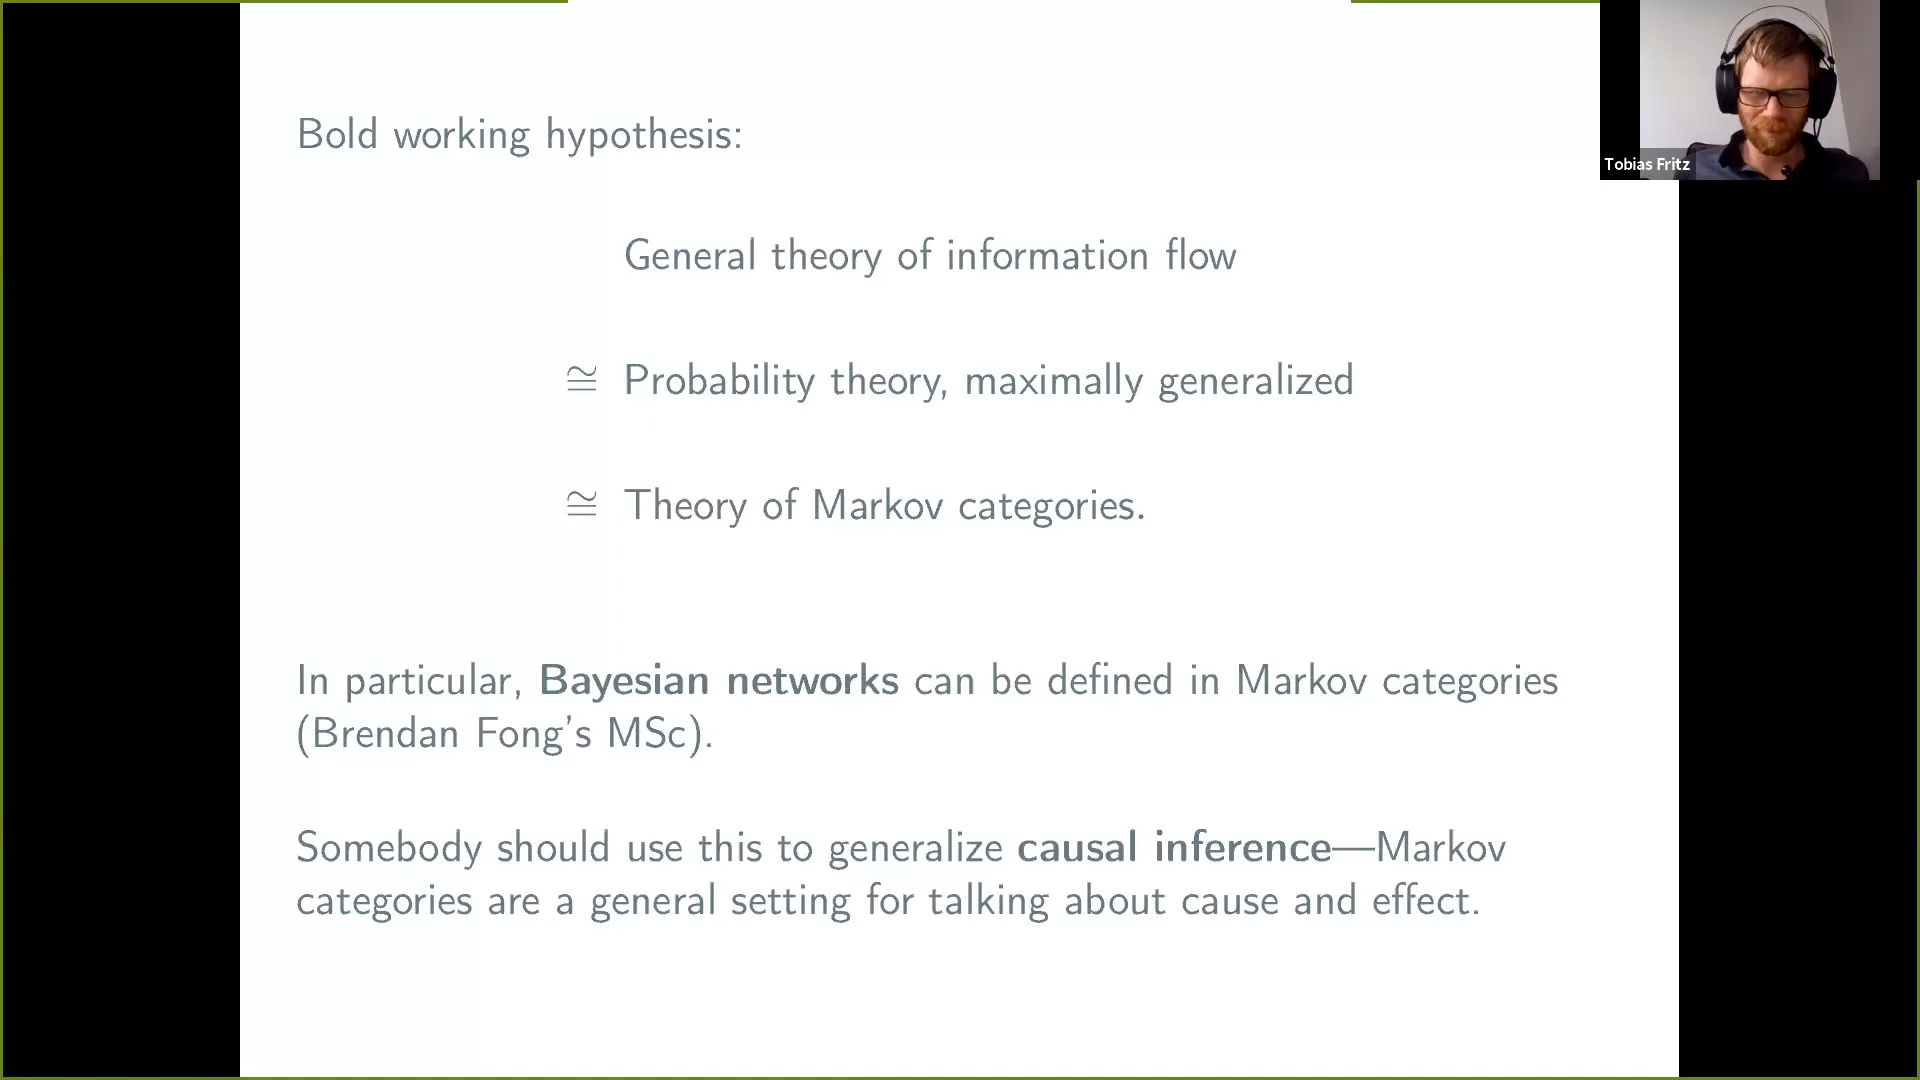 Bold working hypothesis:
General theory of information flow
≅ Probability theory, maximally generalized
≅ Theory of Markov categories.
In particular, Bayesian networks can be defined in Markov categories
(Brendan Fong's MSc).
Somebody should use this to generalize causal inference—Markov
categories are a general setting for talking about cause and effect.
Tobias Fritz